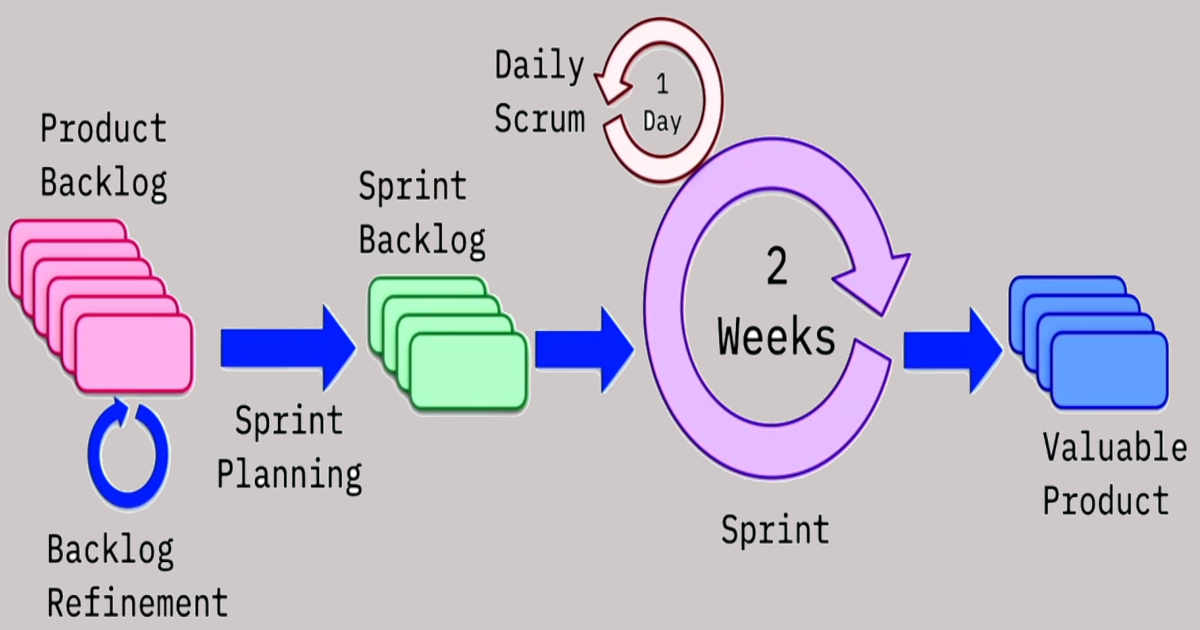 Product
Backlog
Backlog
Refinement
Sprint
Planning
Sprint
Backlog
Daily
Scrum
1
Day
2
Weeks
Sprint
Valuable
Product